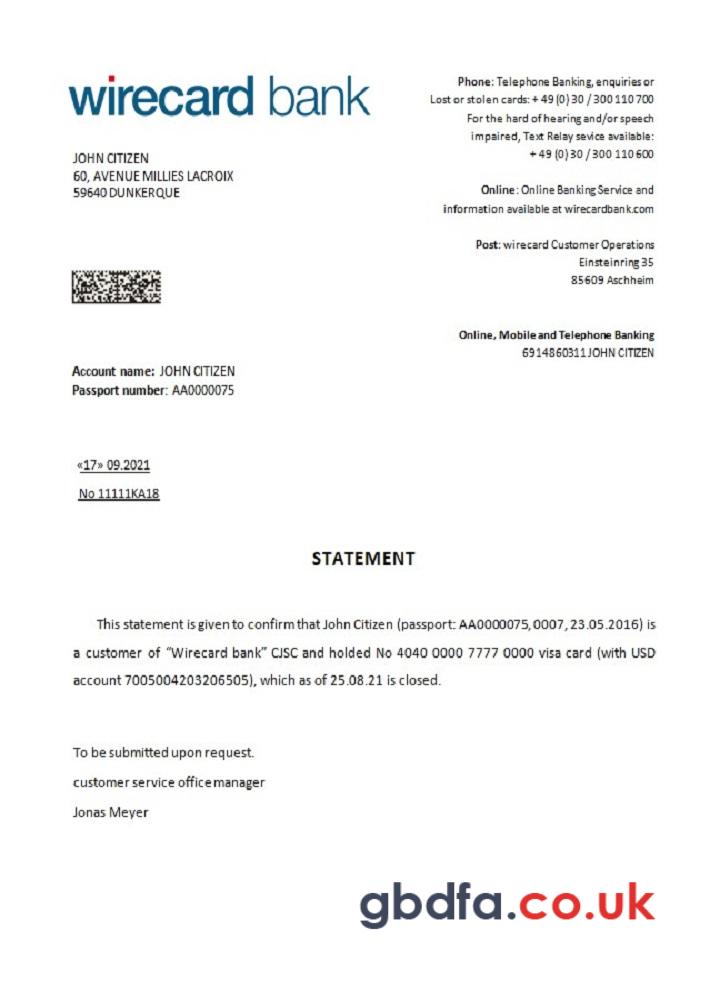 wirecard bank
JOHN CITIZEN
60, AVENUE MILLIES LACROIX
59640 DUNKERQUE
Phone: Telephone Banking, enquiries or
Lost or stolen cards: + 49 (0) 30 / 300 110 700
For the hard of hearing and/or speech
impaired, Text Relay sevice available:
+ 49 (0) 30 / 300 110 600
Online: Online Banking Service and
information available at wirecardbank.com
Post: wirecard Customer Operations
Einsteinring 35
85609 Aschheim
Online, Mobile and Telephone Banking
6914860311 JOHN CITIZEN
Account name: JOHN CITIZEN
Passport number: AA0000075
«17» 09.2021
No 11111KA18
STATEMENT
This statement is given to confirm that John Citizen (passport: AA0000075, 0007, 23.05.2016) is
a customer of “Wirecard bank” CJSC and holded No 4040 0000 7777 0000 visa card (with USD
account 7005004203206505), which as of 25.08.21 is closed.
To be submitted upon request.
customer service office manager
Jonas Meyer
gbdfa.co.uk